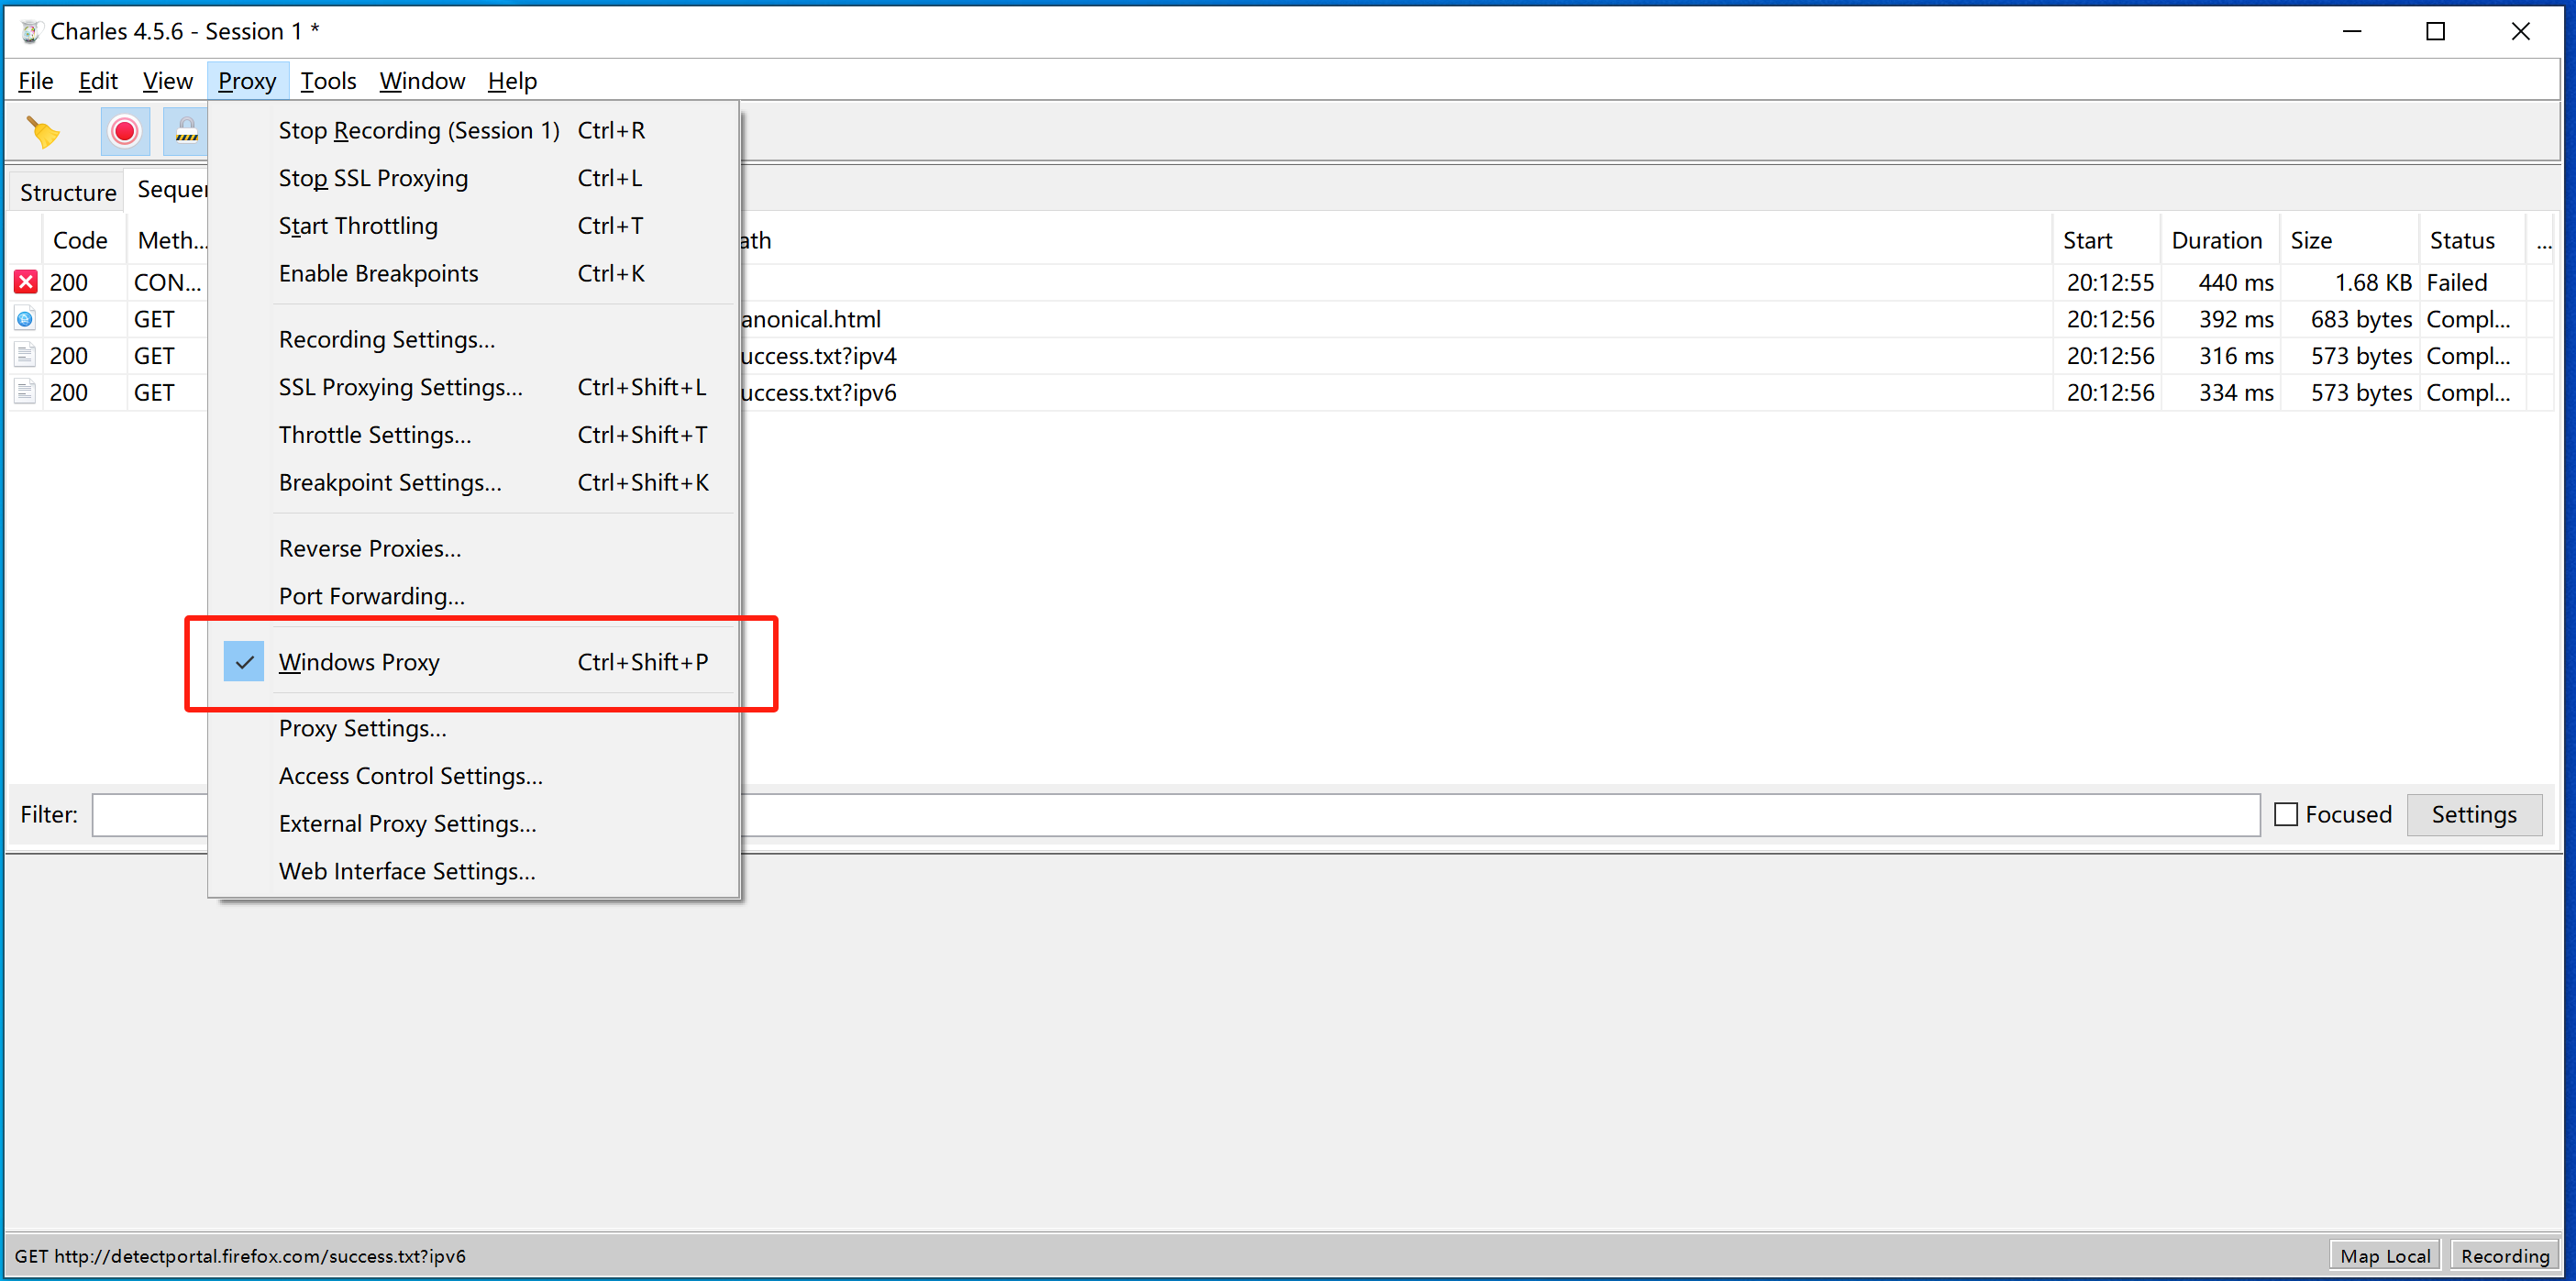 Charles 4.5.6 - Session 1 *
File Edit View Proxy Tools Window Help
Stop Recording (Session 1) Ctrl+R
Stop SSL Proxying Ctrl+L
Start Throttling Ctrl+T
Enable Breakpoints Ctrl+K
Recording Settings...
SSL Proxying Settings... Ctrl+Shift+L
Throttle Settings... Ctrl+Shift+T
Breakpoint Settings... Ctrl+Shift+K
Reverse Proxies...
Port Forwarding...
Windows Proxy Ctrl+Shift+P
Proxy Settings...
Access Control Settings...
External Proxy Settings...
Web Interface Settings...
Structure Sequen
Code Meth... ath Start Duration Size Status ...
200 CON... 20:12:55 440 ms 1.68 KB Failed
200 GET anonical.html 20:12:56 392 ms 683 bytes Compl...
200 GET uccess.txt?ipv4 20:12:56 316 ms 573 bytes Compl...
200 GET uccess.txt?ipv6 20:12:56 334 ms 573 bytes Compl...
Filter: Focused Settings
GET http://detectportal.firefox.com/success.txt?ipv6 Map Local Recording